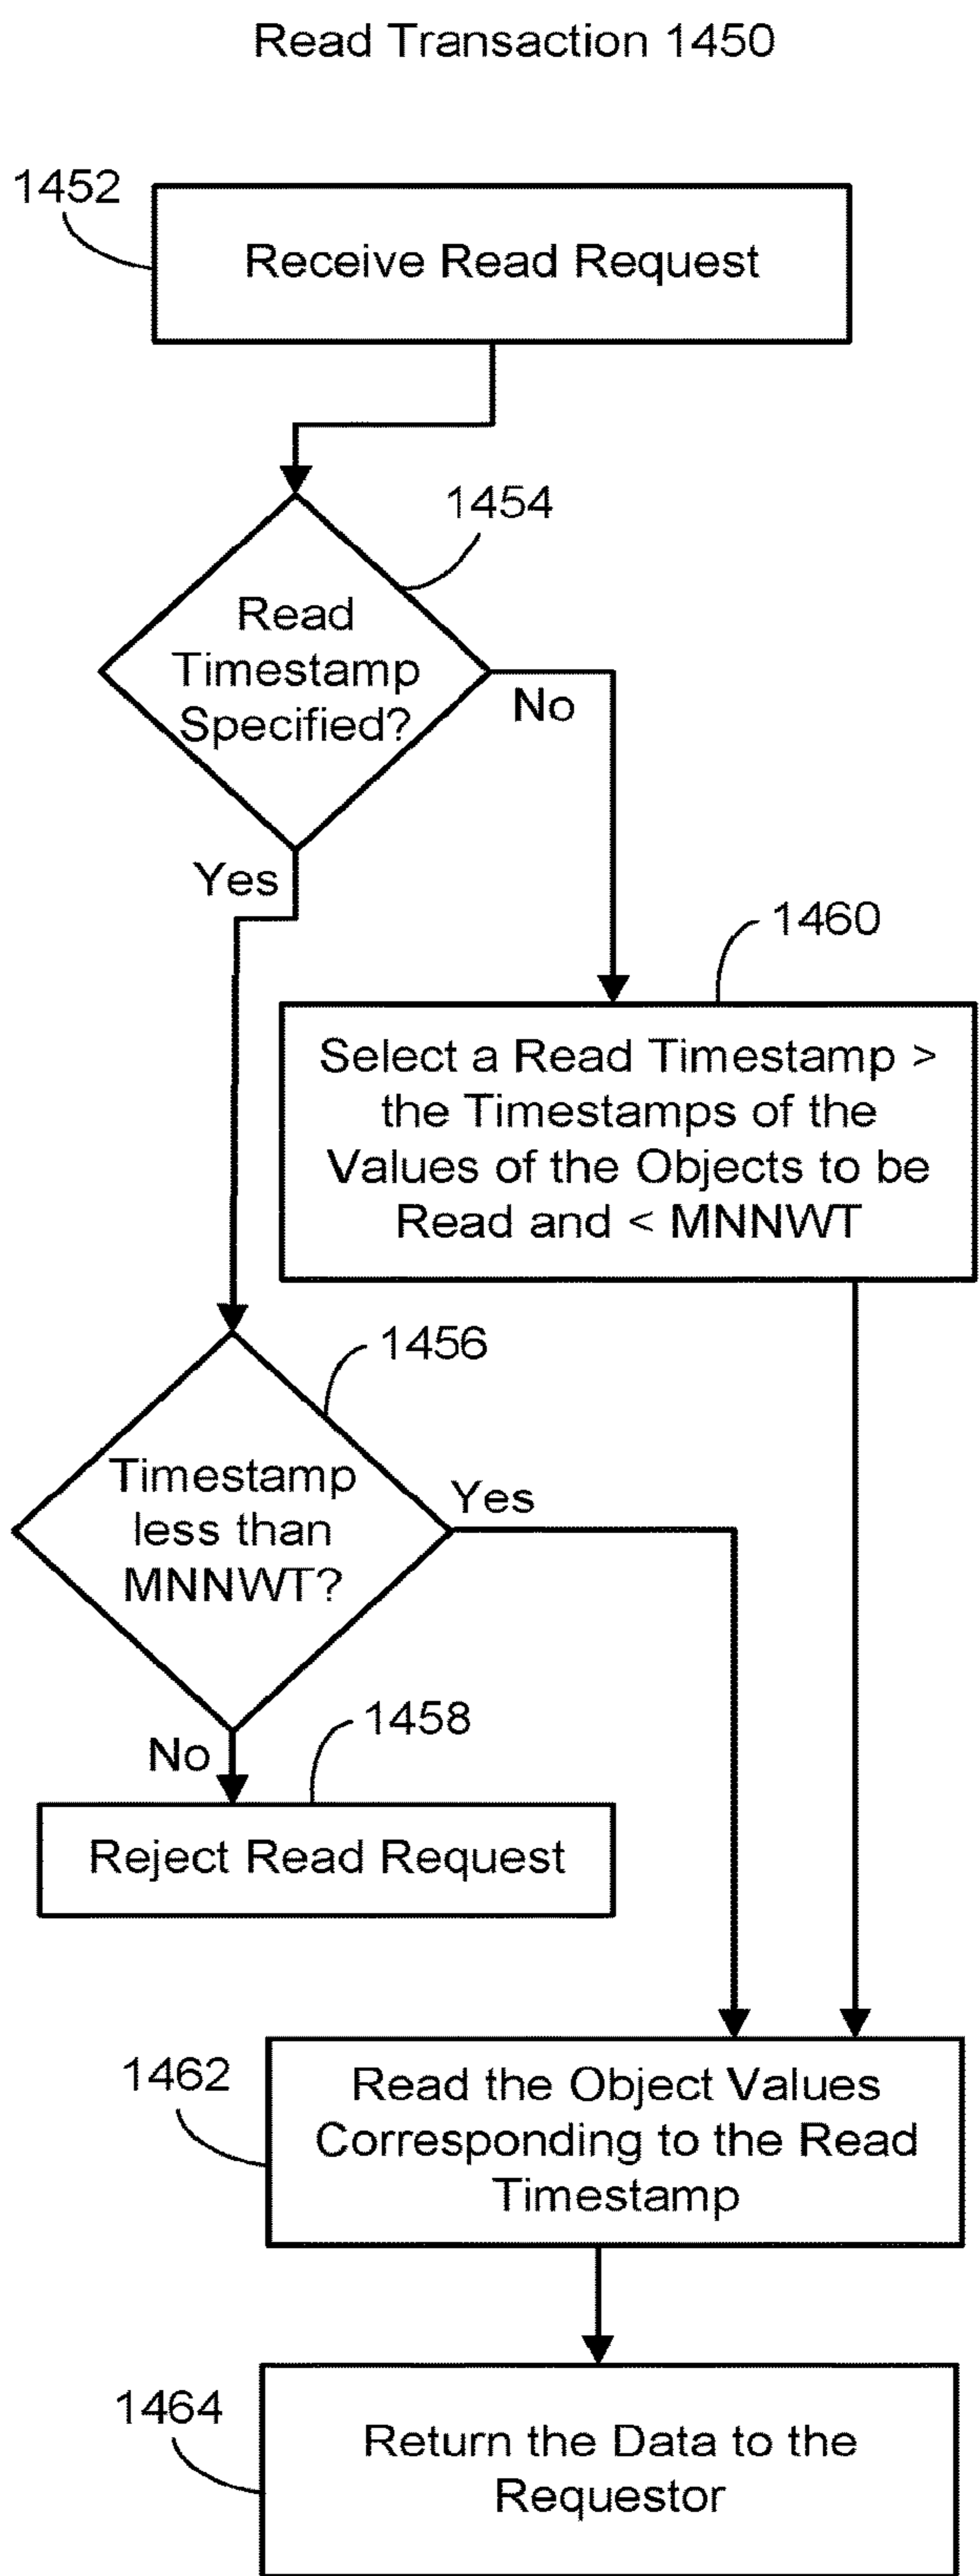 Read Transaction 1450
1452
Receive Read Request
1454
Read
Timestamp
Specified?
No
Yes
1460
Select a Read Timestamp >
the Timestamps of the
Values of the Objects to be
Read and < MNNWT
1456
Timestamp
less than
MNNWT?
Yes
1458
No
Reject Read Request
1462
Read the Object Values
Corresponding to the Read
Timestamp
1464
Return the Data to the
Requestor